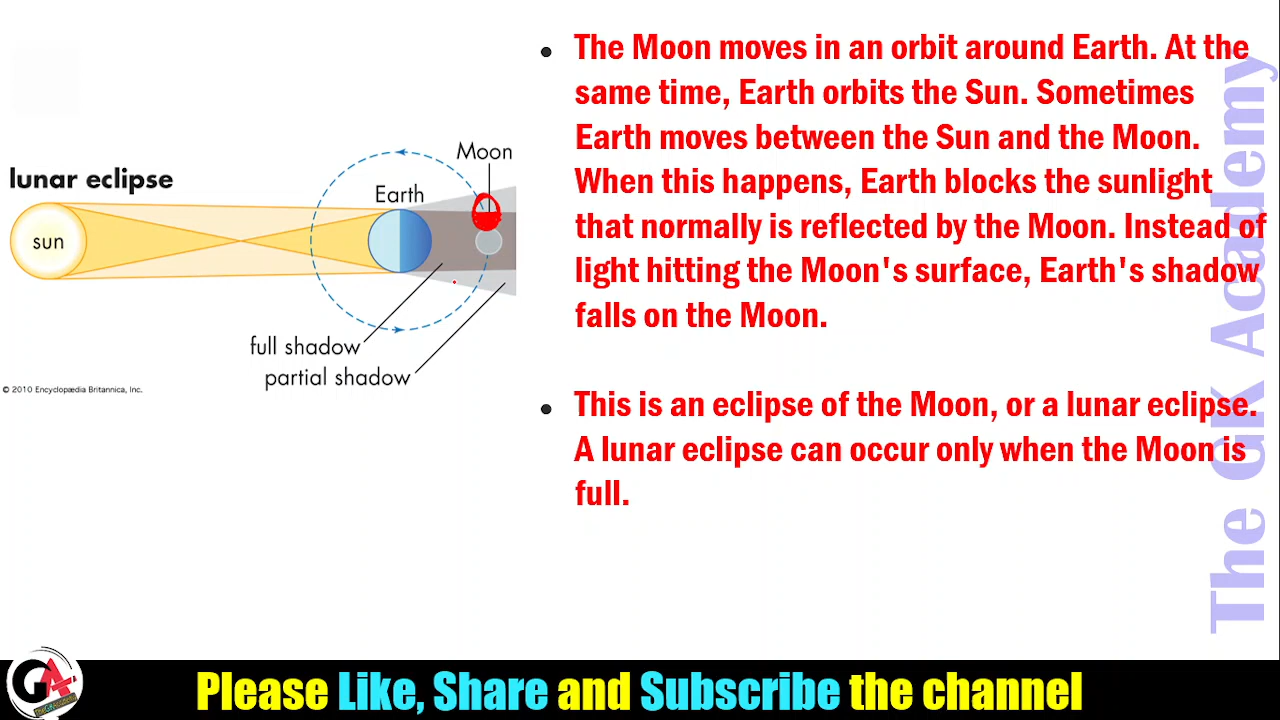 lunar eclipse
sun
Earth
Moon
full shadow
partial shadow
© 2010 Encyclopædia Britannica, Inc.
• The Moon moves in an orbit around Earth. At the
same time, Earth orbits the Sun. Sometimes
Earth moves between the Sun and the Moon.
When this happens, Earth blocks the sunlight
that normally is reflected by the Moon. Instead of
light hitting the Moon's surface, Earth's shadow
falls on the Moon.
• This is an eclipse of the Moon, or a lunar eclipse.
A lunar eclipse can occur only when the Moon is
full.
The GK Academy
GA
Please Like, Share and Subscribe the channel